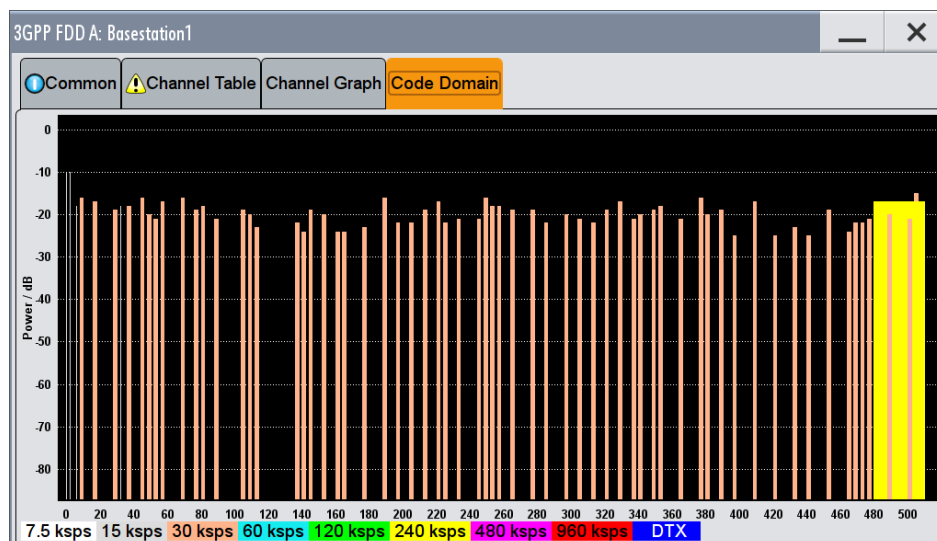 3GPP FDD A: Basestation1
Common Channel Table Channel Graph Code Domain
0
-10
-20
-30
-40
-50
-60
-70
-80
Power / dB
0 20 40 60 80 100 120 140 160 180 200 220 240 260 280 300 320 340 360 380 400 420 440 460 480 500
7.5 ksps 15 ksps 30 ksps 60 ksps 120 ksps 240 ksps 480 ksps 960 ksps DTX